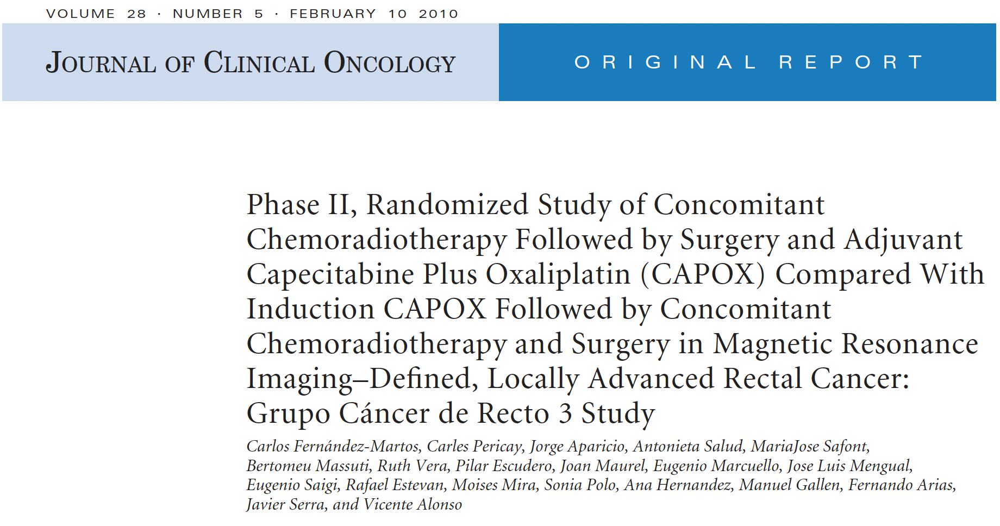 VOLUME 28 · NUMBER 5 · FEBRUARY 10 2010
JOURNAL OF CLINICAL ONCOLOGY
ORIGINAL REPORT
Phase II, Randomized Study of Concomitant
Chemoradiotherapy Followed by Surgery and Adjuvant
Capecitabine Plus Oxaliplatin (CAPOX) Compared With
Induction CAPOX Followed by Concomitant
Chemoradiotherapy and Surgery in Magnetic Resonance
Imaging–Defined, Locally Advanced Rectal Cancer:
Grupo Cáncer de Recto 3 Study
Carlos Fernández-Martos, Carles Pericay, Jorge Aparicio, Antonieta Salud, MariaJose Safont,
Bertomeu Massuti, Ruth Vera, Pilar Escudero, Joan Maurel, Eugenio Marcuello, Jose Luis Mengual,
Eugenio Saigi, Rafael Estevan, Moises Mira, Sonia Polo, Ana Hernandez, Manuel Gallen, Fernando Arias,
Javier Serra, and Vicente Alonso